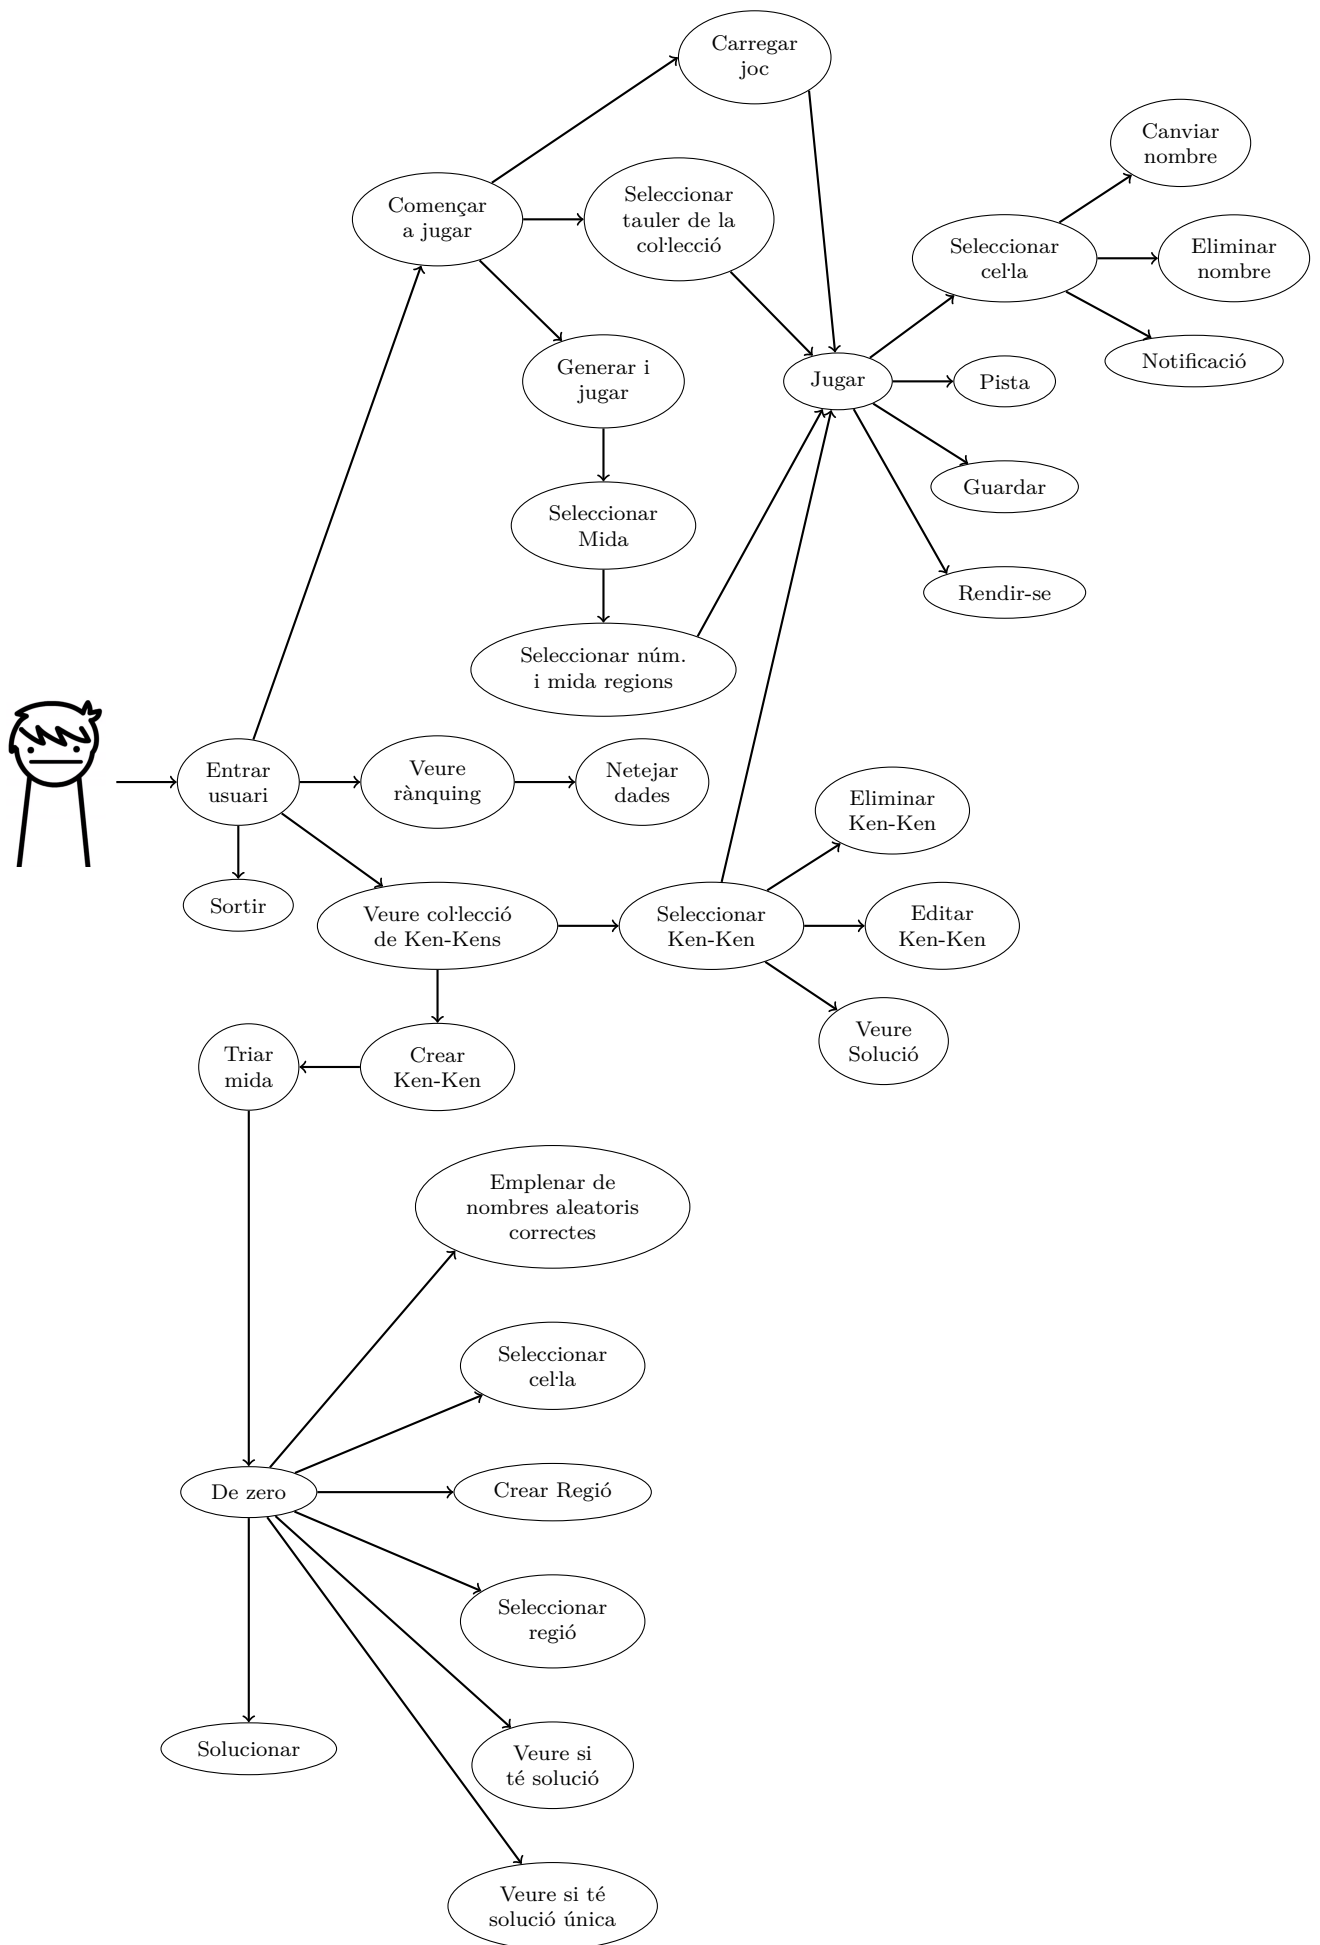 Carregar
joc
Canviar
nombre
Començar
a jugar
Seleccionar
tauler de la
col·lecció
Seleccionar
cel·la
Eliminar
nombre
Generar i
jugar
Jugar
Pista
Notificació
Guardar
Seleccionar
Mida
Rendir-se
Seleccionar núm.
i mida regions
Entrar
usuari
Veure
rànquing
Netejar
dades
Eliminar
Ken-Ken
Sortir
Veure col·lecció
de Ken-Kens
Seleccionar
Ken-Ken
Editar
Ken-Ken
Veure
Solució
Triar
mida
Crear
Ken-Ken
Emplenar de
nombres aleatoris
correctes
Seleccionar
cel·la
De zero
Crear Regió
Seleccionar
regió
Solucionar
Veure si
té solució
Veure si té
solució única